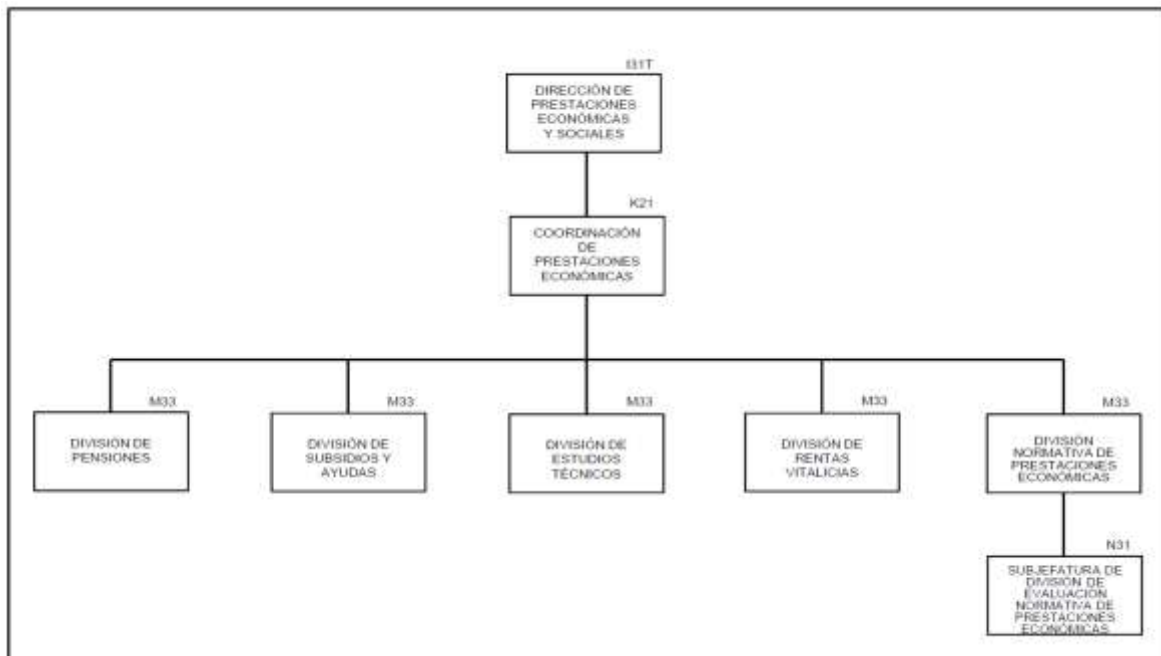 I31T
DIRECCIÓN DE
PRESTACIONES
ECONÓMICAS
Y SOCIALES
K21
COORDINACIÓN
DE
PRESTACIONES
ECONÓMICAS
M33
DIVISIÓN DE
PENSIONES
M33
DIVISIÓN DE
SUBSIDIOS Y
AYUDAS
M33
DIVISIÓN DE
ESTUDIOS
TÉCNICOS
M33
DIVISIÓN DE
RENTAS
VITALICIAS
M33
DIVISIÓN
NORMATIVA DE
PRESTACIONES
ECONÓMICAS
N31
SUBJEFATURA DE
DIVISIÓN DE
EVALUACIÓN
NORMATIVA DE
PRESTACIONES
ECONÓMICAS